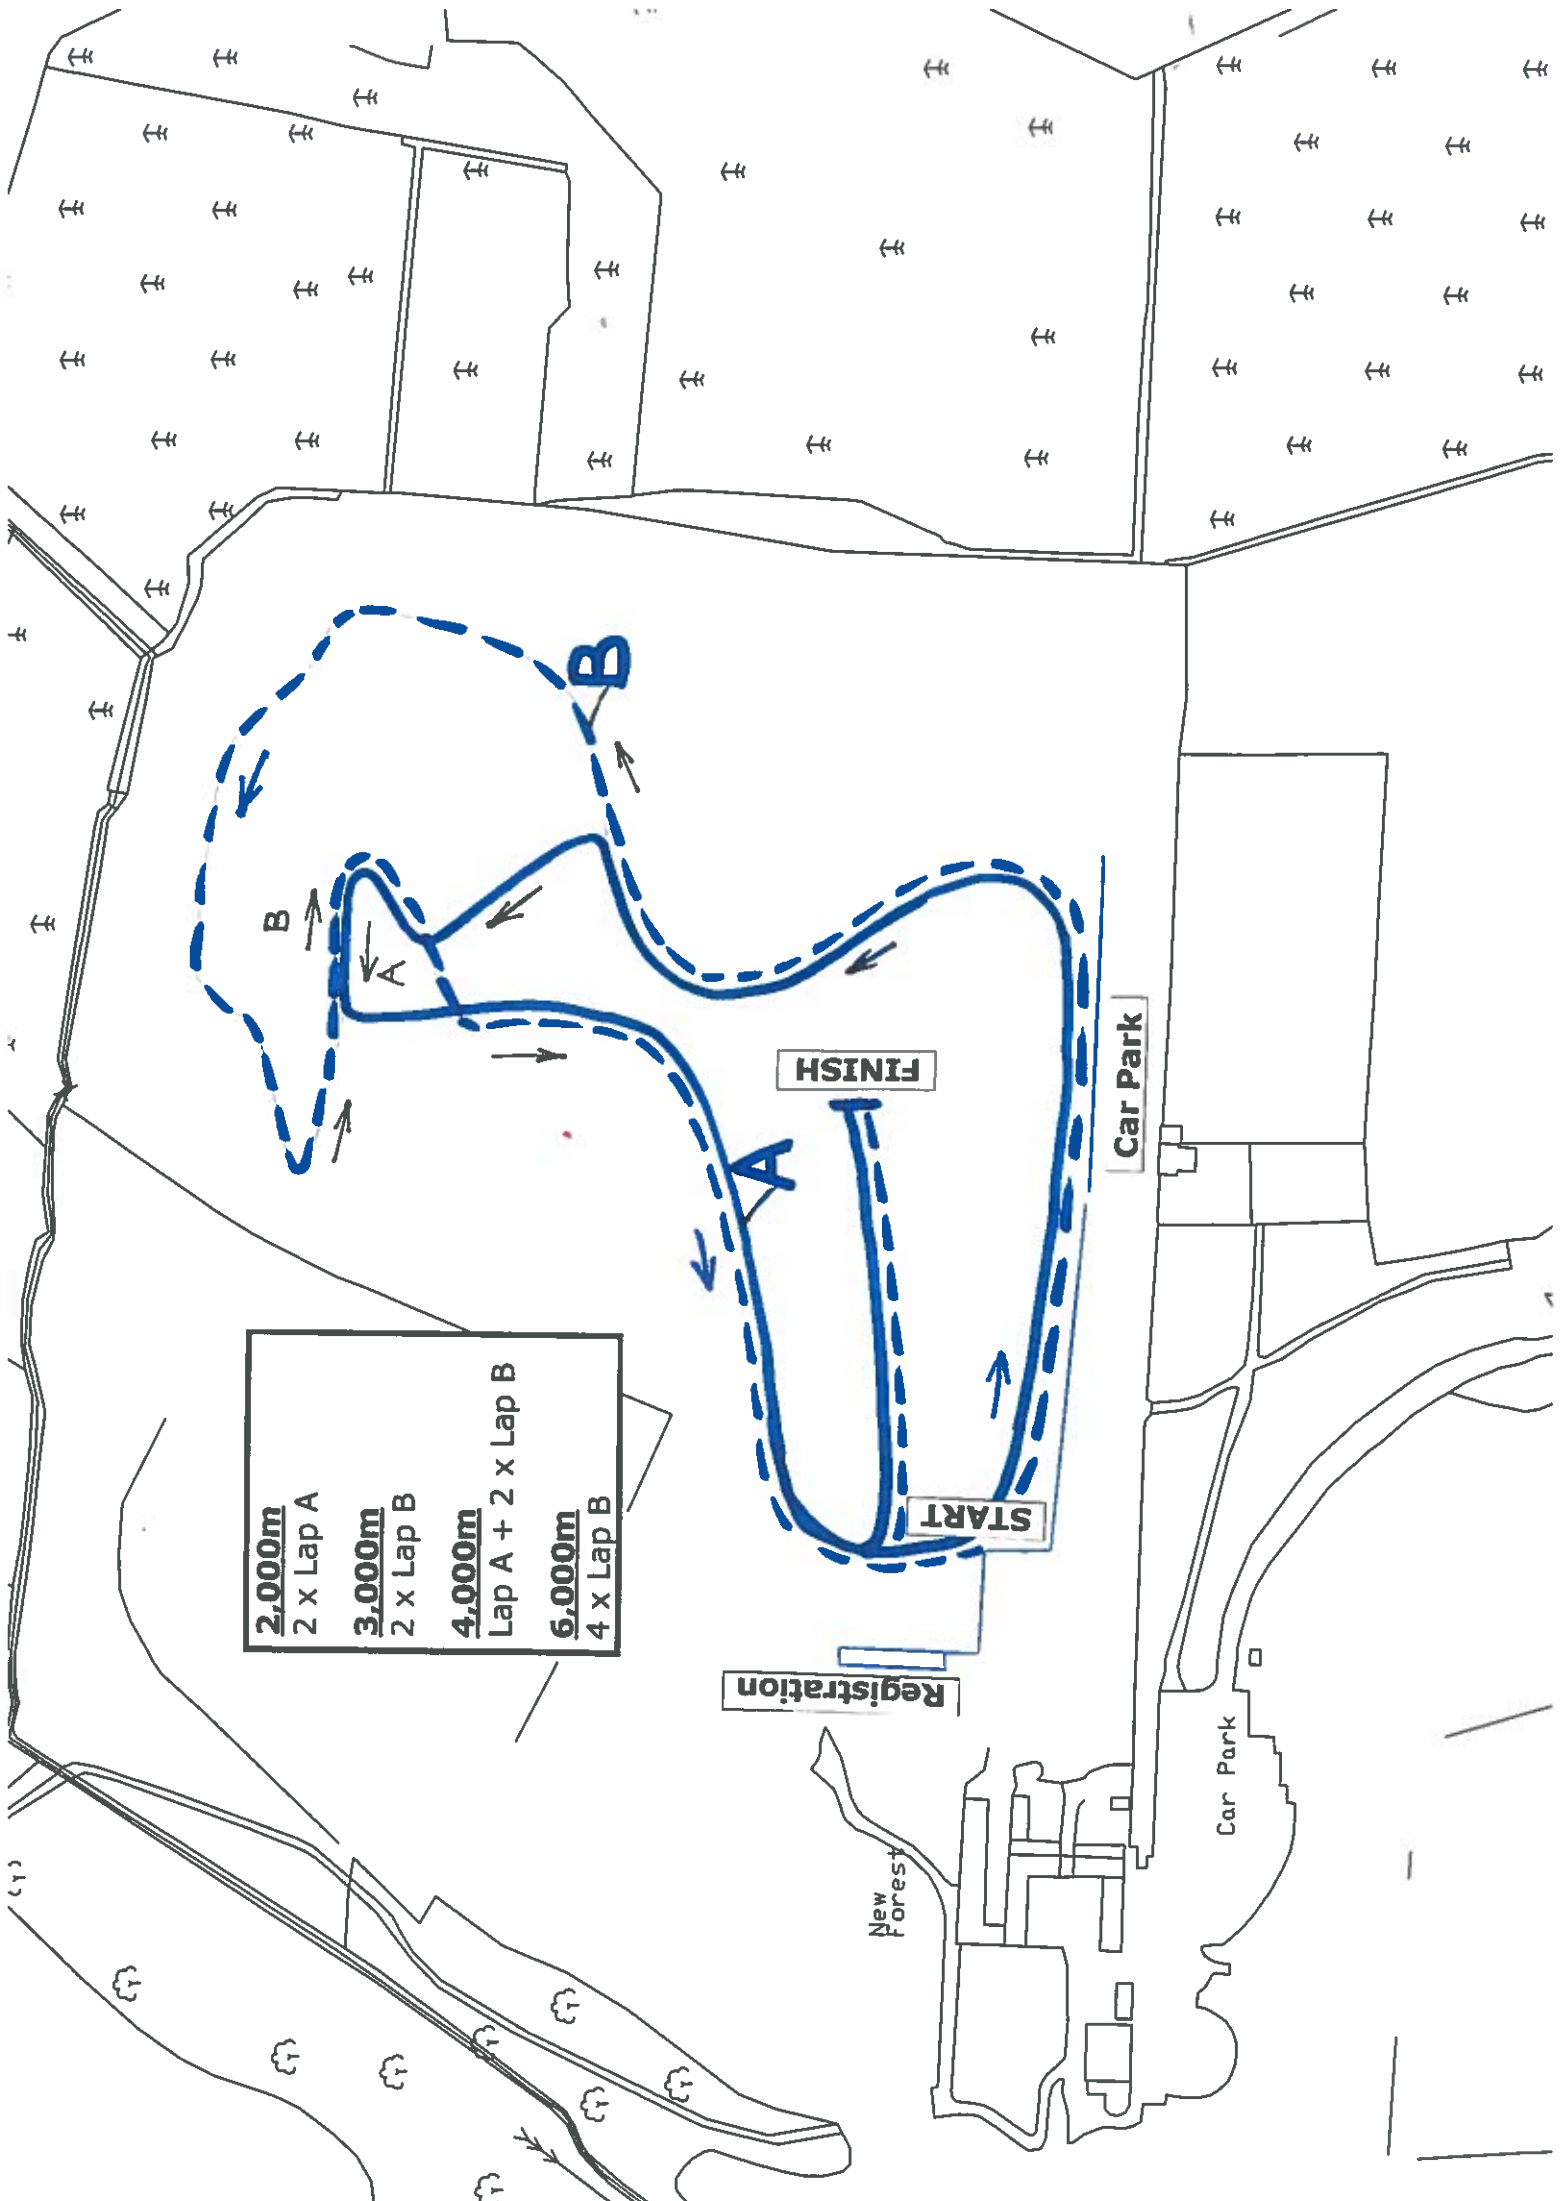 2,000m
2 x Lap A
3,000m
2 x Lap B
4,000m
Lap A + 2 x Lap B
6,000m
4 x Lap B
B
B
A
A
FINISH
START
Car Park
Registration
New
Forest
Car Park